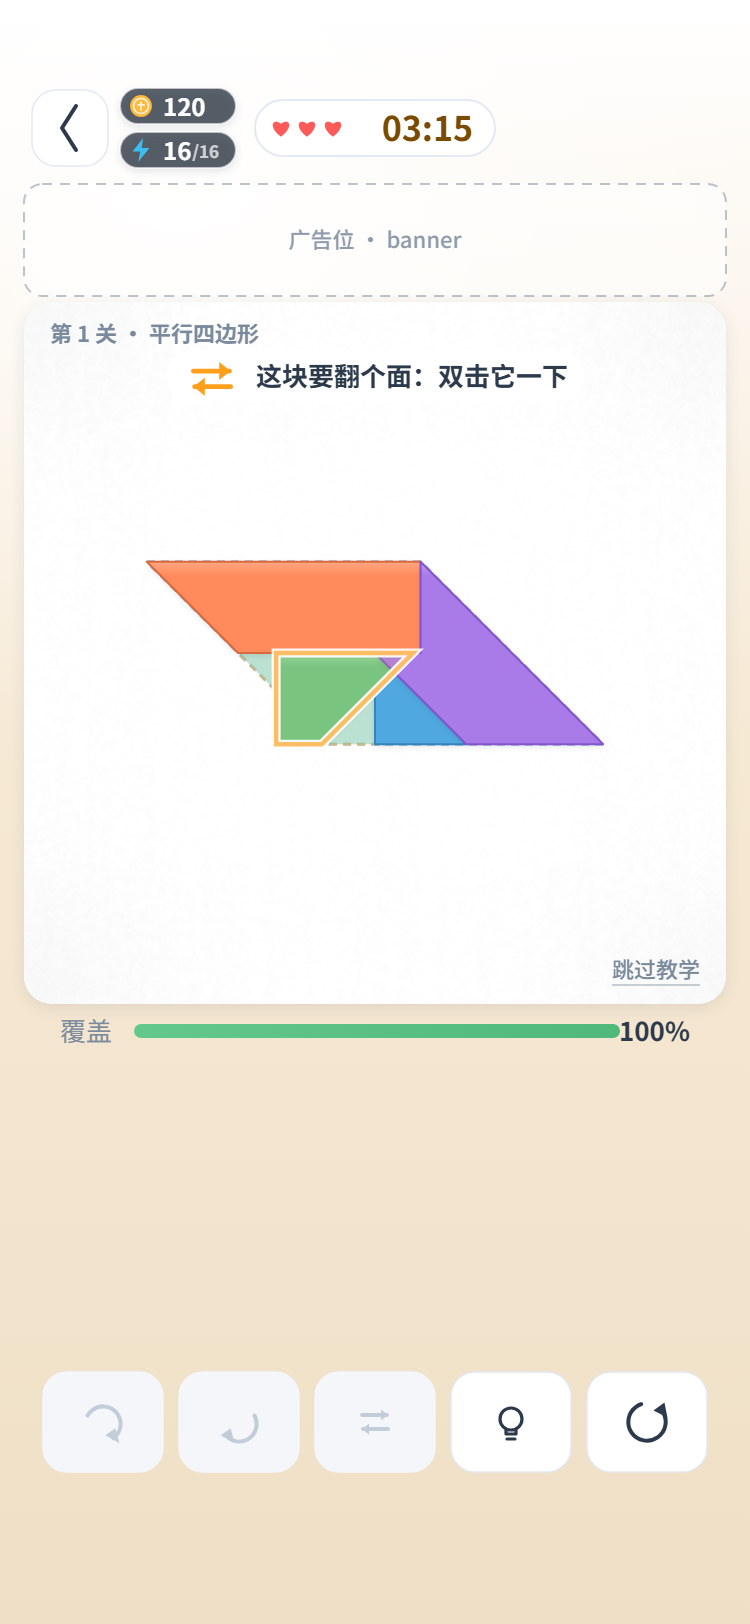 120
16/16
03:15
广告位 · banner
第 1 关 · 平行四边形
这块要翻个面：双击它一下
跳过教学
覆盖 100%